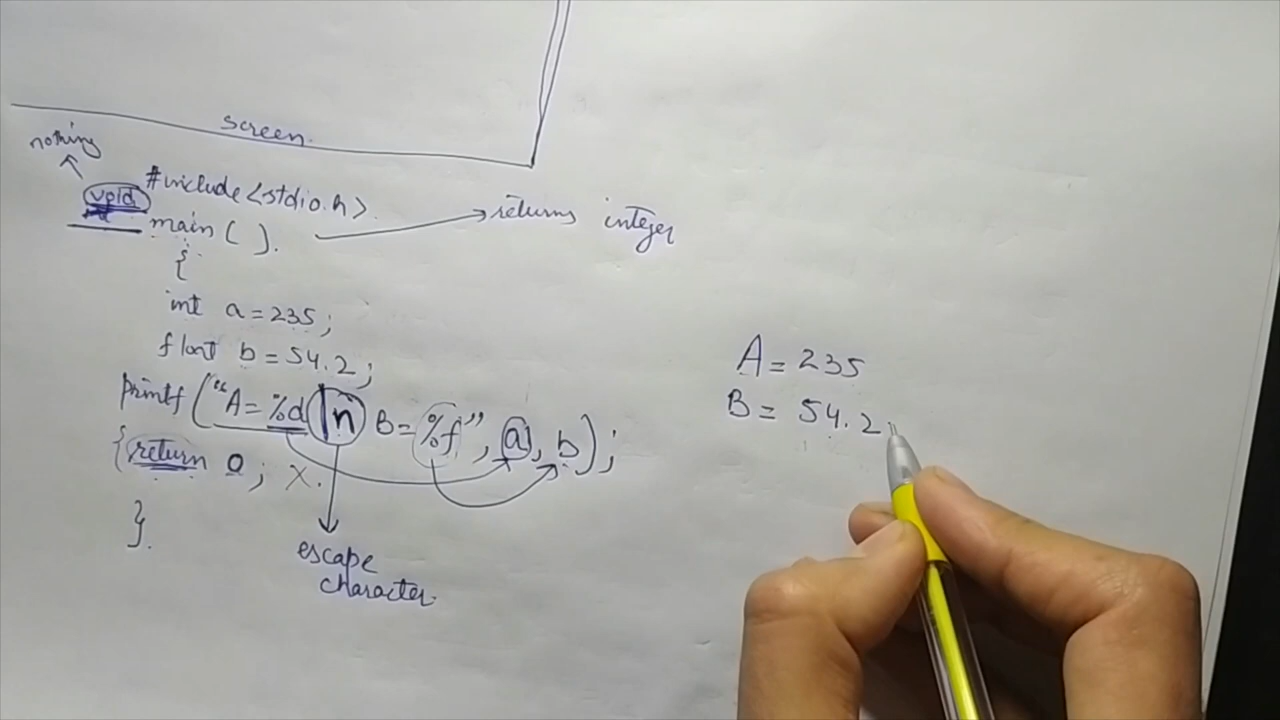 screen.
nothing
#include<stdio.h>.
void main( ). returns integer
{
int a=235;
float b=54.2;
printf("A=%d\n B=%f", a, b);
{return 0; X.
}.
escape
character.
A=235
B=54.2